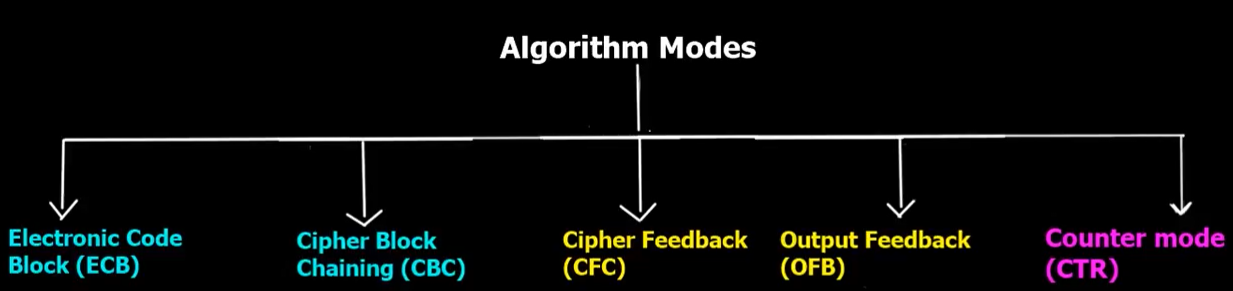 Algorithm Modes
Electronic Code
Block (ECB)
Cipher Block
Chaining (CBC)
Cipher Feedback
(CFC)
Output Feedback
(OFB)
Counter mode
(CTR)